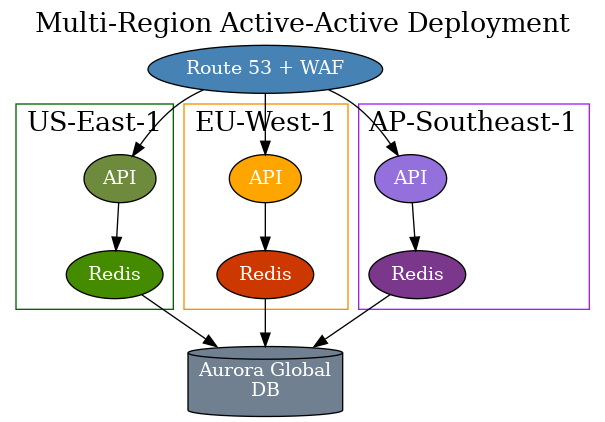 Multi-Region Active-Active Deployment
Route 53 + WAF
US-East-1
EU-West-1
AP-Southeast-1
API
API
API
Redis
Redis
Redis
Aurora Global
DB